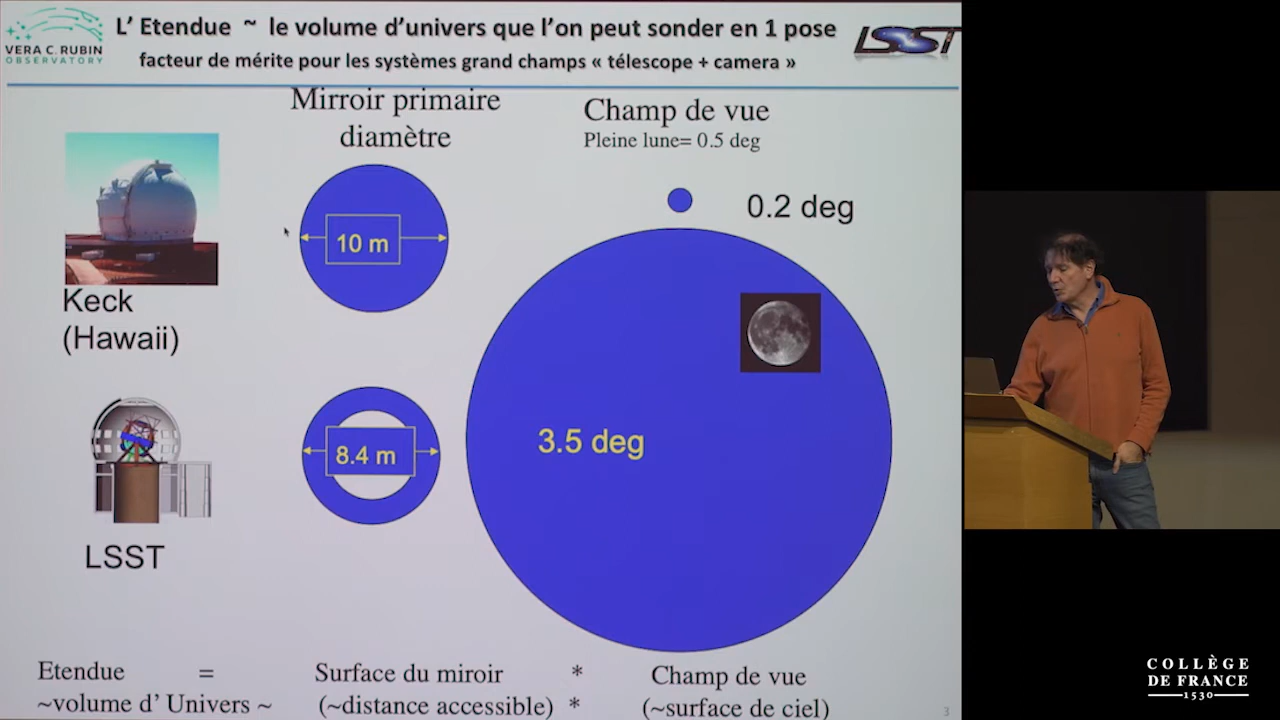 VERA C. RUBIN
OBSERVATORY
L’ Etendue ~ le volume d’univers que l’on peut sonder en 1 pose
facteur de mérite pour les systèmes grand champs « télescope + camera »
LSST
Mirroir primaire
diamètre
Champ de vue
Pleine lune= 0.5 deg
0.2 deg
10 m
Keck
(Hawaii)
8.4 m
3.5 deg
LSST
Etendue = Surface du miroir * Champ de vue
~volume d’ Univers ~ (~distance accessible) * (~surface de ciel)
3
COLLÈGE
DE FRANCE
1530